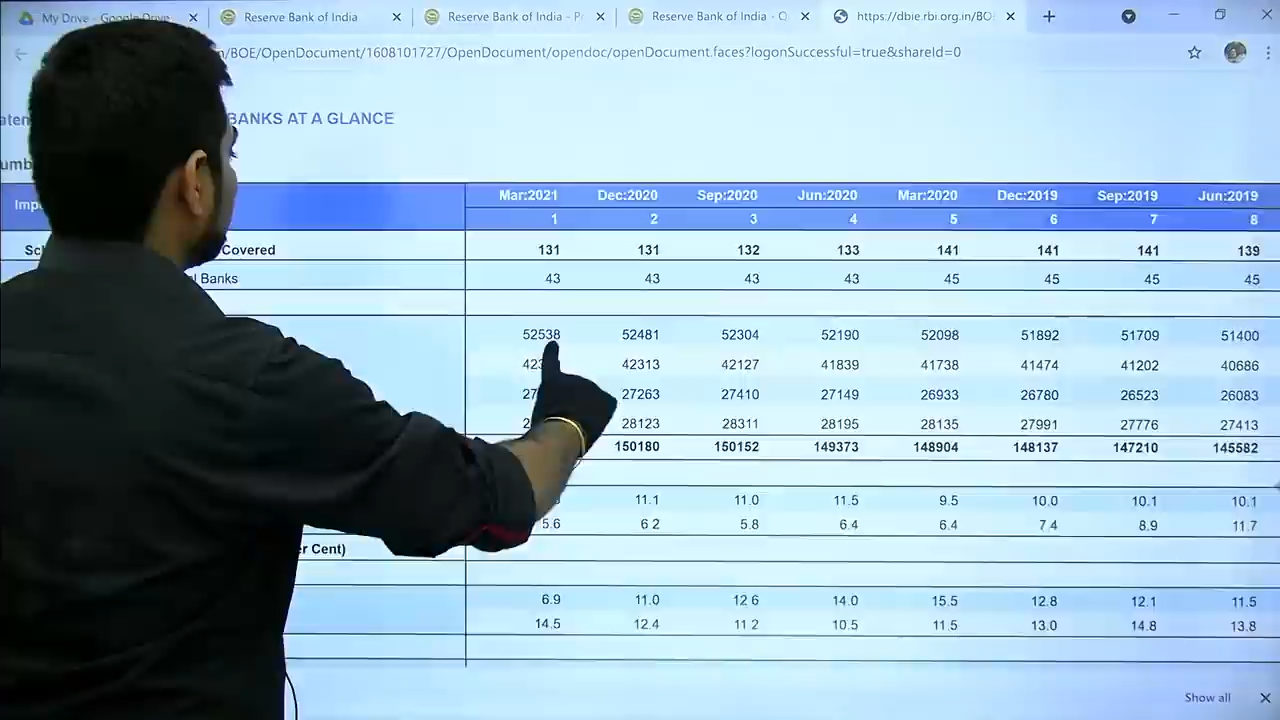 My Drive - Google Drive × Reserve Bank of India × Reserve Bank of India - P × Reserve Bank of India - C × https://dbie.rbi.org.in/BO × +
n/BOE/OpenDocument/1608101727/OpenDocument/opendoc/openDocument.faces?logonSuccessful=true&shareId=0
BANKS AT A GLANCE
Mar:2021 Dec:2020 Sep:2020 Jun:2020 Mar:2020 Dec:2019 Sep:2019 Jun:2019
1 2 3 4 5 6 7 8
Covered 131 131 132 133 141 141 141 139
Banks 43 43 43 43 45 45 45 45
52538 52481 52304 52190 52098 51892 51709 51400
42313 42127 41839 41738 41474 41202 40686
27263 27410 27149 26933 26780 26523 26083
28123 28311 28195 28135 27991 27776 27413
150180 150152 149373 148904 148137 147210 145582
11.1 11.0 11.5 9.5 10.0 10.1 10.1
5.6 6.2 5.8 6.4 6.4 7.4 8.9 11.7
er Cent)
6.9 11.0 12.6 14.0 15.5 12.8 12.1 11.5
14.5 12.4 11.2 10.5 11.5 13.0 14.8 13.8
Show all ×